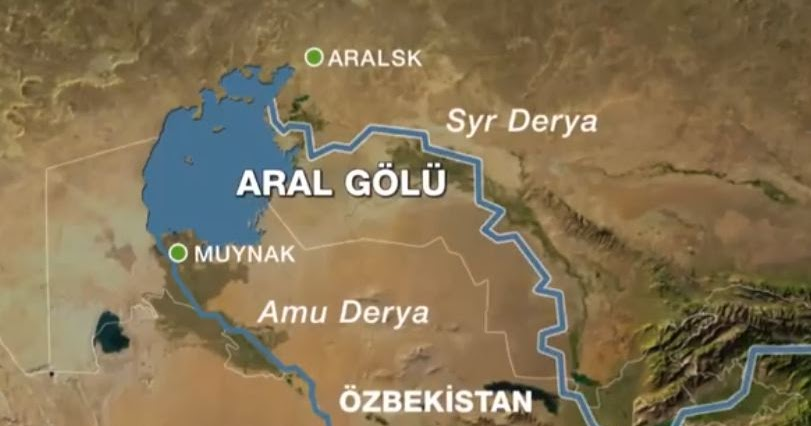 ARALSK
Syr Derya
ARAL GÖLÜ
MUYNAK
Amu Derya
ÖZBEKİSTAN